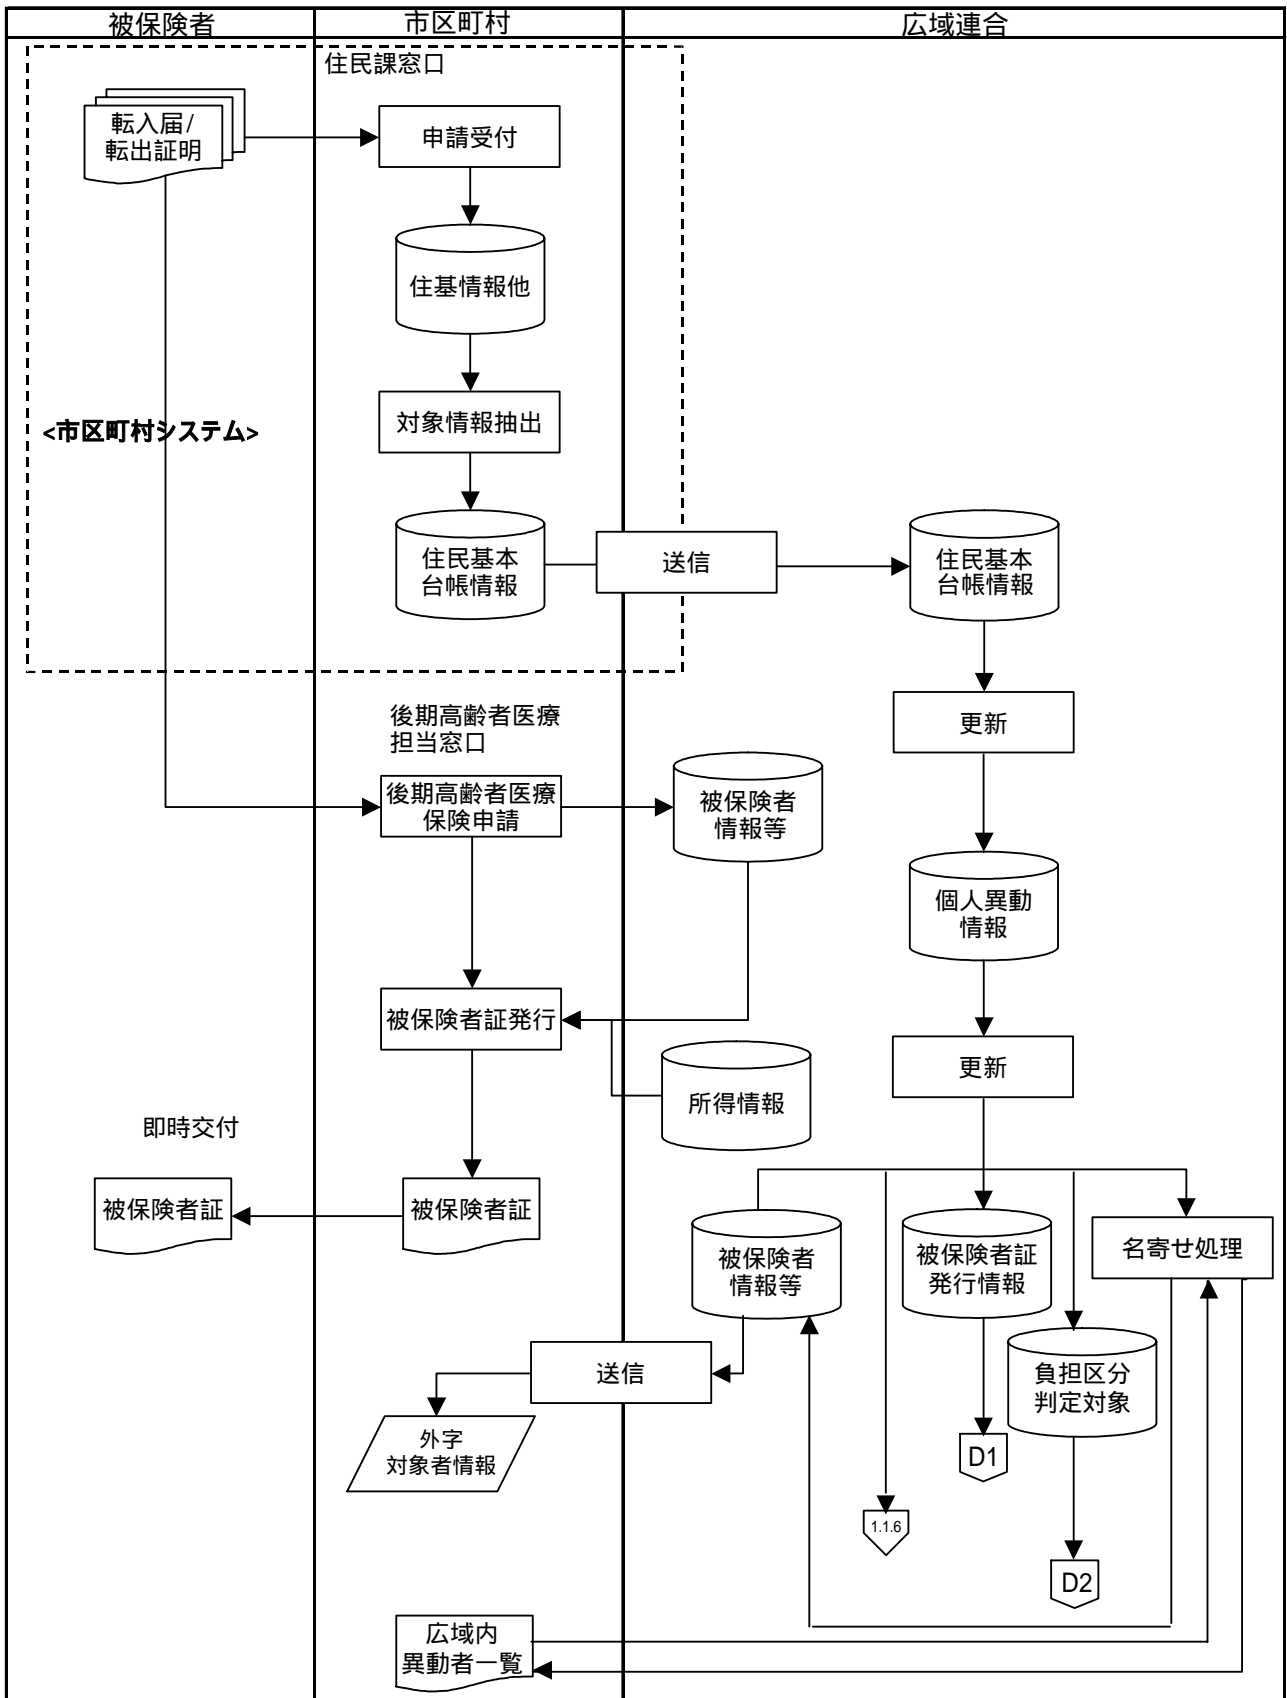 被保険者
市区町村
広域連合
住民課窓口
転入届/
転出証明
申請受付
住基情報他
対象情報抽出
<市区町村システム>
住民基本
台帳情報
送信
住民基本
台帳情報
更新
後期高齢者医療
担当窓口
後期高齢者医療
保険申請
被保険者
情報等
個人異動
情報
被保険者証発行
更新
所得情報
即時交付
被保険者証
被保険者証
被保険者
情報等
被保険者証
発行情報
名寄せ処理
送信
負担区分
判定対象
外字
対象者情報
D1
1.1.6
D2
広域内
異動者一覧